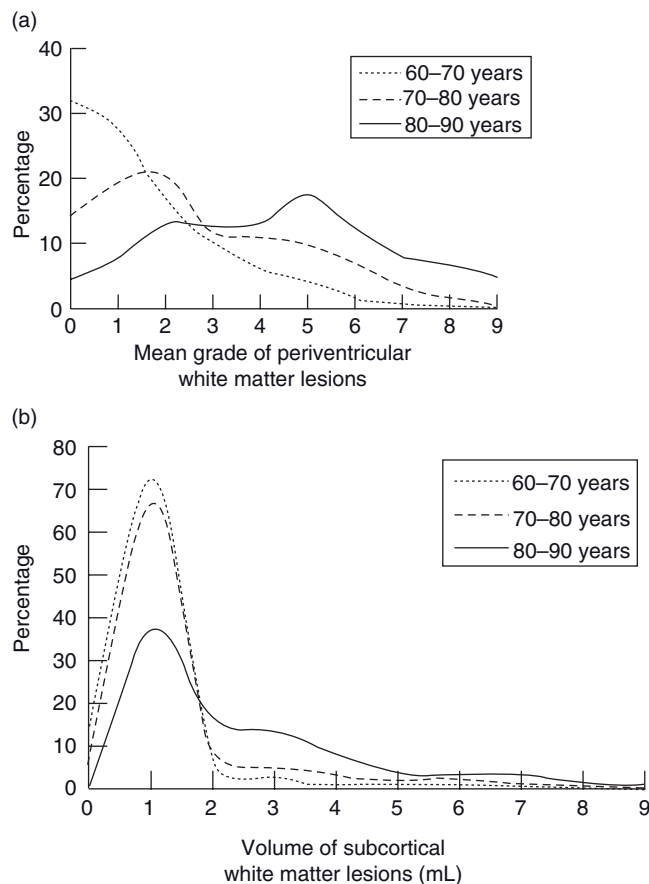 (a)
40
30
20
10
0
Percentage
60–70 years
70–80 years
80–90 years
0 1 2 3 4 5 6 7 8 9
Mean grade of periventricular
white matter lesions
(b)
80
70
60
50
40
30
20
10
0
Percentage
60–70 years
70–80 years
80–90 years
0 1 2 3 4 5 6 7 8 9
Volume of subcortical
white matter lesions (mL)